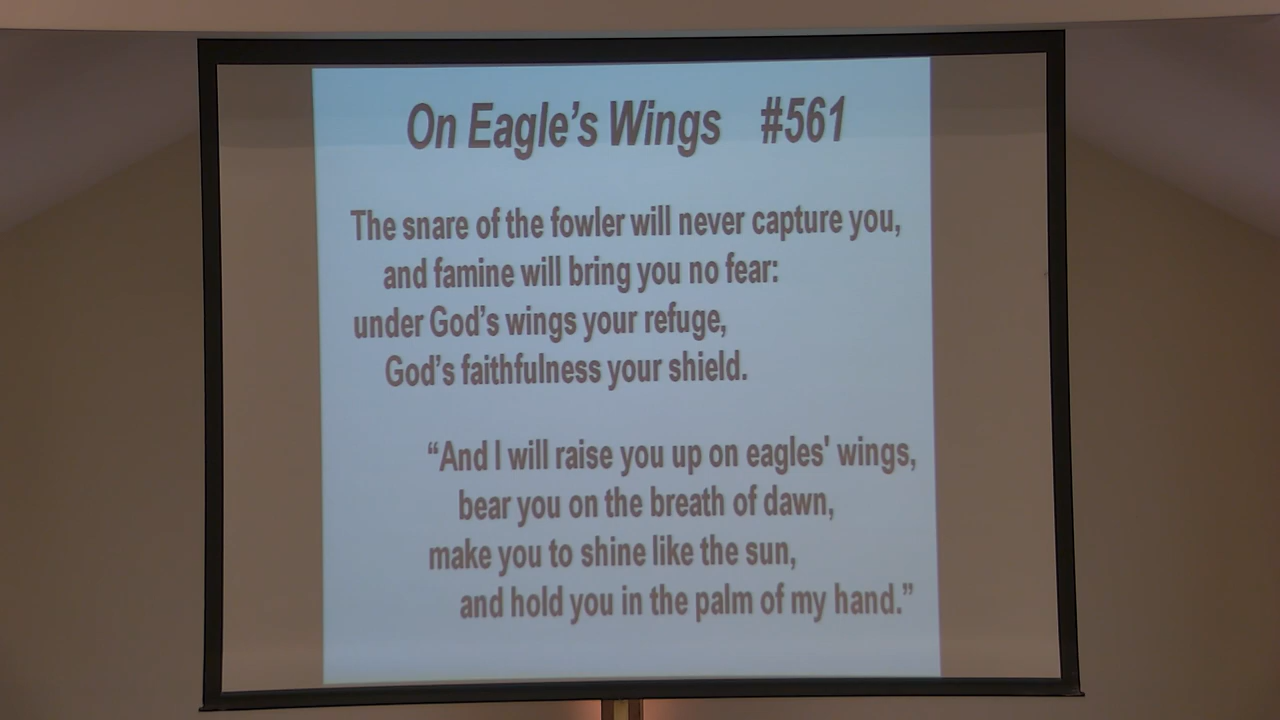 On Eagle’s Wings #561
The snare of the fowler will never capture you,
and famine will bring you no fear:
under God’s wings your refuge,
God’s faithfulness your shield.
“And I will raise you up on eagles' wings,
bear you on the breath of dawn,
make you to shine like the sun,
and hold you in the palm of my hand.”